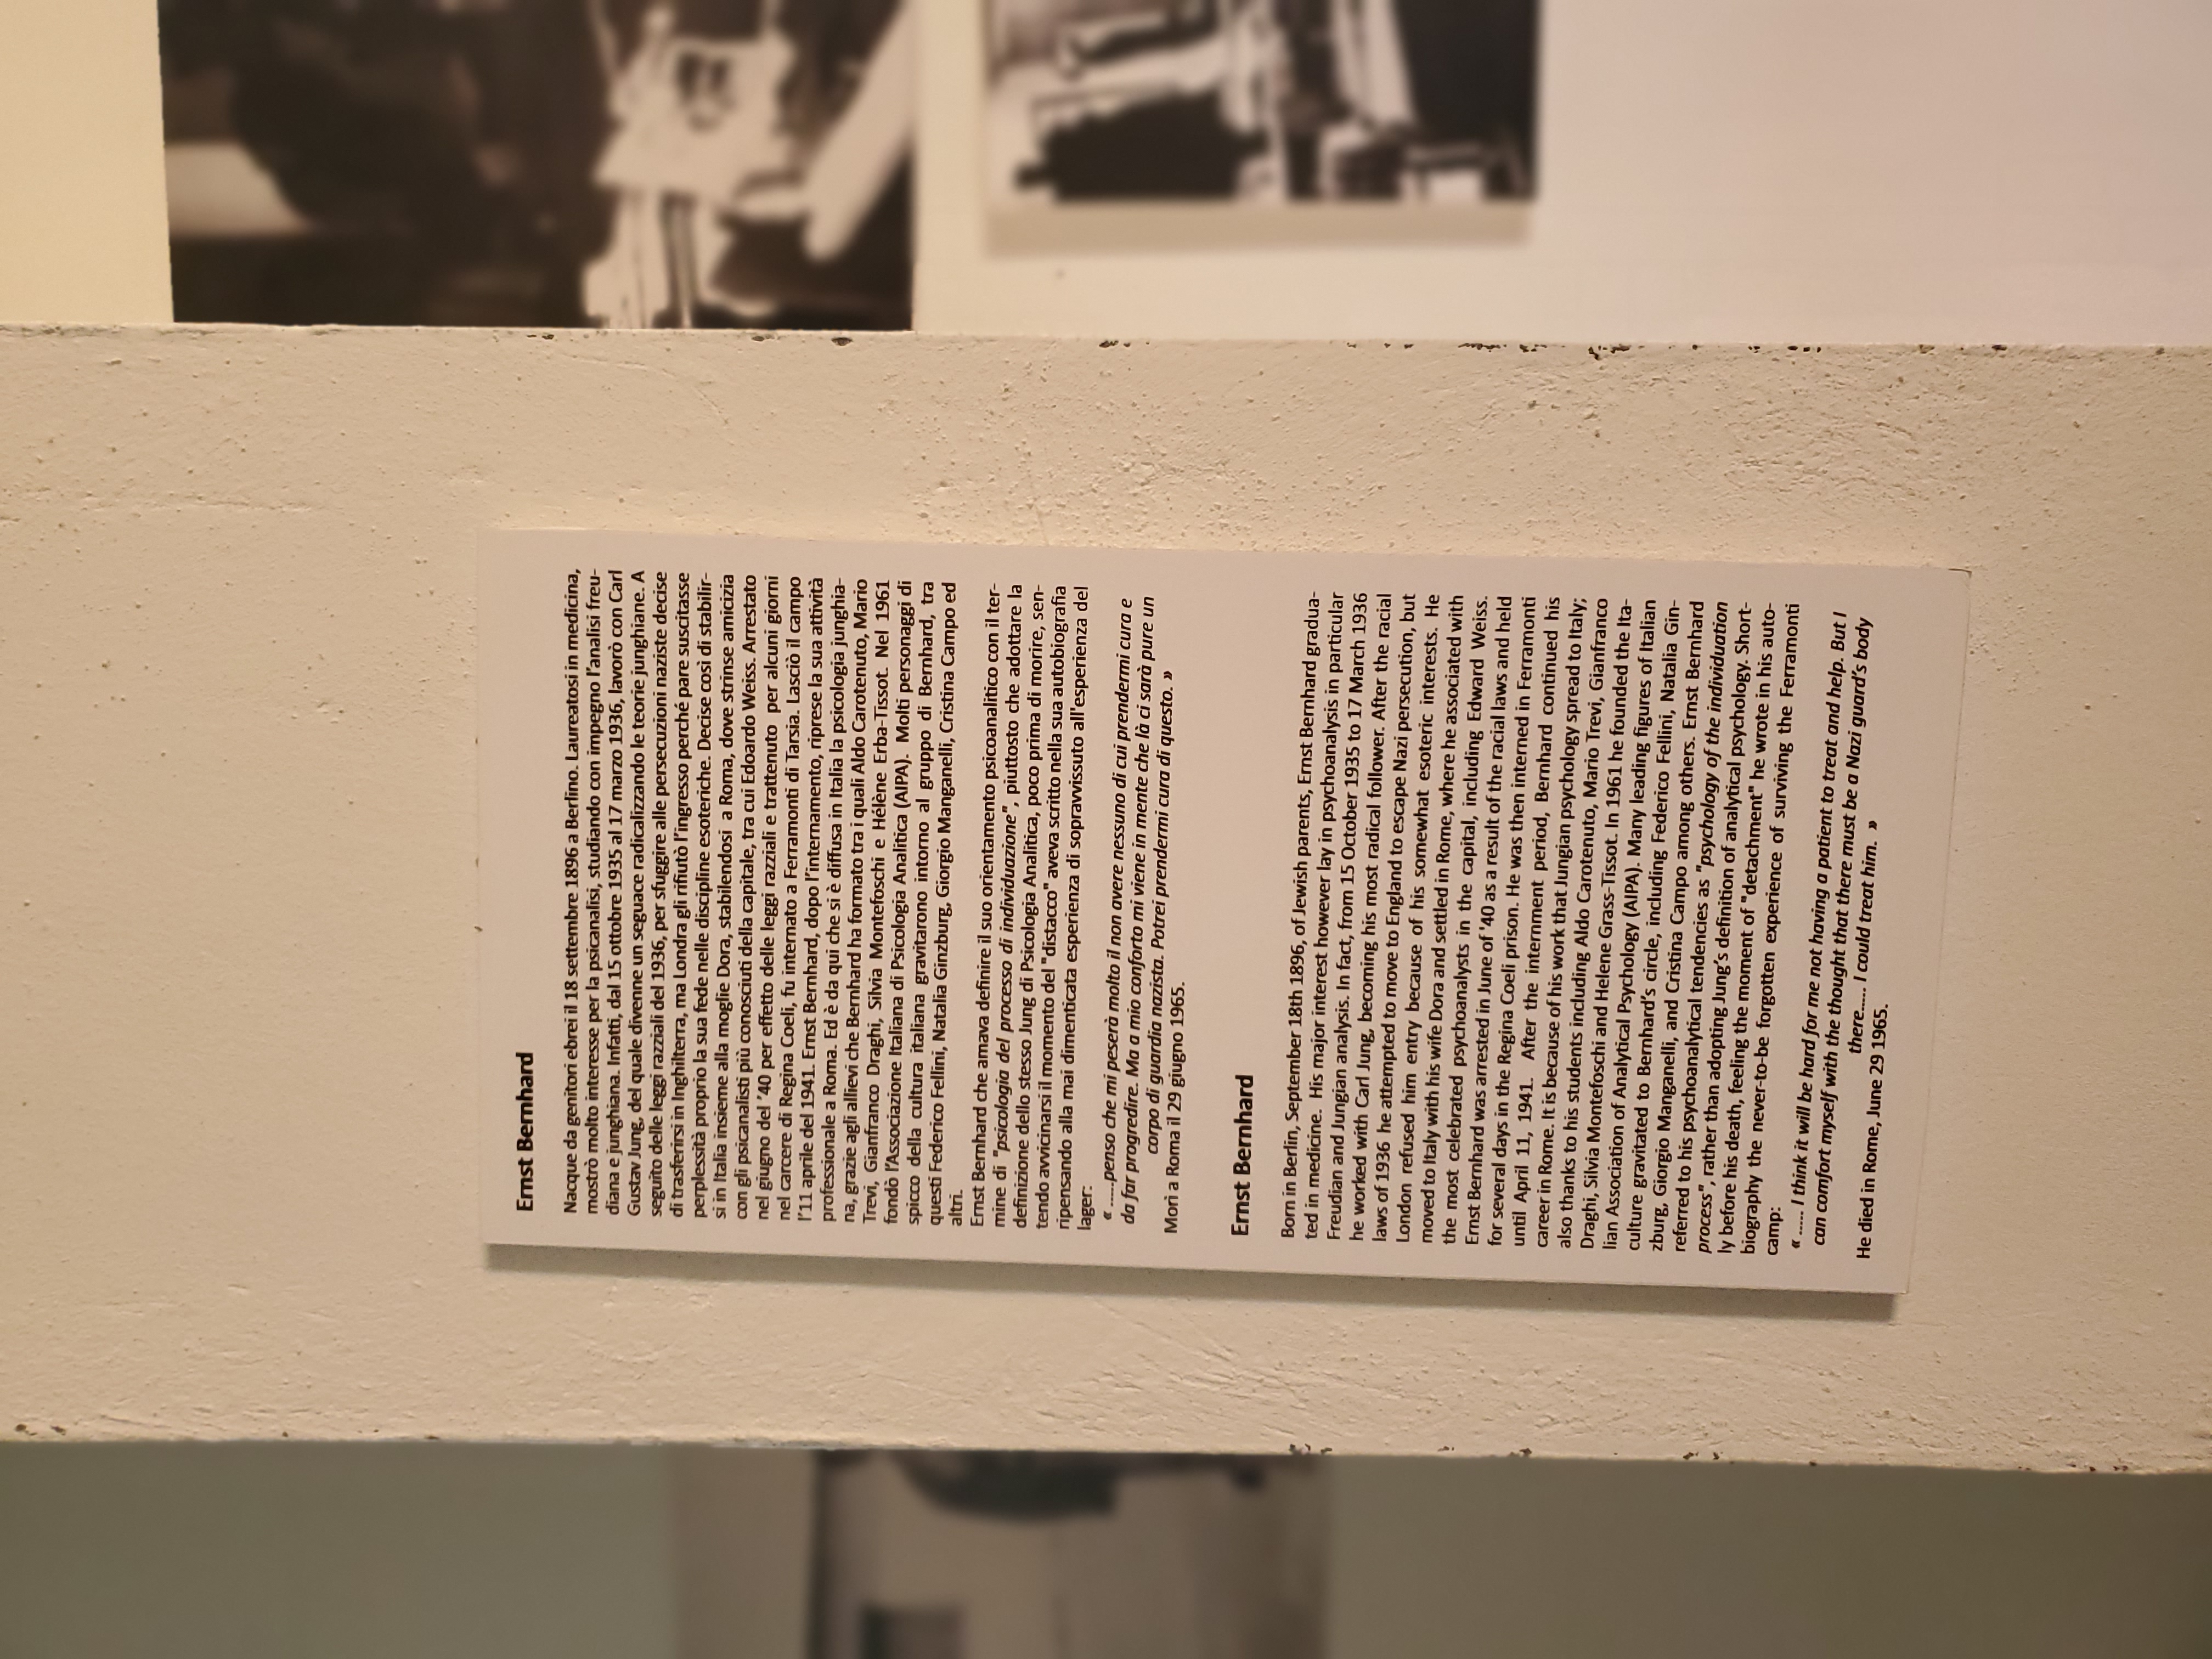 Ernst Bernhard
Nacque da genitori ebrei il 18 settembre 1896 a Berlino. Laureatosi in medicina,
mostrò molto interesse per la psicanalisi, studiando con impegno l'analisi freu-
diana e junghiana. Infatti, dal 15 ottobre 1935 al 17 marzo 1936, lavorò con Carl
Gustav Jung, del quale divenne un seguace radicalizzando le teorie junghiane. A
seguito delle leggi razziali del 1936, per sfuggire alle persecuzioni naziste decise
di trasferirsi in Inghilterra, ma Londra gli rifiutò l'ingresso perché pare suscitasse
perplessità proprio la sua fede nelle discipline esoteriche. Decise così di stabilir-
si in Italia insieme alla moglie Dora, stabilendosi a Roma, dove strinse amicizia
con gli psicanalisti più conosciuti della capitale, tra cui Edoardo Weiss. Arrestato
nel giugno del '40 per effetto delle leggi razziali e trattenuto per alcuni giorni
nel carcere di Regina Coeli, fu internato a Ferramonti di Tarsia. Lasciò il campo
l'11 aprile del 1941. Ernst Bernhard, dopo l'internamento, riprese la sua attività
professionale a Roma. Ed è da qui che si è diffusa in Italia la psicologia junghia-
na, grazie agli allievi che Bernhard ha formato tra i quali Aldo Carotenuto, Mario
Trevi, Gianfranco Draghi, Silvia Montefoschi e Hélène Erba-Tissot. Nel 1961
fondò l'Associazione Italiana di Psicologia Analitica (AIPA). Molti personaggi di
spicco della cultura italiana gravitarono intorno al gruppo di Bernhard, tra
questi Federico Fellini, Natalia Ginzburg, Giorgio Manganelli, Cristina Campo ed
altri.
Ernst Bernhard che amava definire il suo orientamento psicoanalitico con il ter-
mine di "psicologia del processo di individuazione", piuttosto che adottare la
definizione dello stesso Jung di Psicologia Analitica, poco prima di morire, sen-
tendo avvicinarsi il momento del "distacco" aveva scritto nella sua autobiografia
ripensando alla mai dimenticata esperienza di sopravvissuto all'esperienza del
lager:
« ......penso che mi peserà molto il non avere nessuno di cui prendermi cura e
da far progredire. Ma a mio conforto mi viene in mente che là ci sarà pure un
corpo di guardia nazista. Potrei prendermi cura di questo. »
Morì a Roma il 29 giugno 1965.
Ernst Bernhard
Born in Berlin, September 18th 1896, of Jewish parents, Ernst Bernhard gradua-
ted in medicine. His major interest however lay in psychoanalysis in particular
Freudian and Jungian analysis. In fact, from 15 October 1935 to 17 March 1936
he worked with Carl Jung, becoming his most radical follower. After the racial
laws of 1936 he attempted to move to England to escape Nazi persecution, but
London refused him entry because of his somewhat esoteric interests. He
moved to Italy with his wife Dora and settled in Rome, where he associated with
the most celebrated psychoanalysts in the capital, including Edward Weiss.
Ernst Bernhard was arrested in June of '40 as a result of the racial laws and held
for several days in the Regina Coeli prison. He was then interned in Ferramonti
until April 11, 1941. After the internment period, Bernhard continued his
career in Rome. It is because of his work that Jungian psychology spread to Italy;
also thanks to his students including Aldo Carotenuto, Mario Trevi, Gianfranco
Draghi, Silvia Montefoschi and Helene Grass-Tissot. In 1961 he founded the Ita-
lian Association of Analytical Psychology (AIPA). Many leading figures of Italian
culture gravitated to Bernhard's circle, including Federico Fellini, Natalia Gin-
zburg, Giorgio Manganelli, and Cristina Campo among others. Ernst Bernhard
referred to his psychoanalytical tendencies as "psychology of the individuation
process", rather than adopting Jung's definition of analytical psychology. Short-
ly before his death, feeling the moment of "detachment" he wrote in his auto-
biography the never-to-be forgotten experience of surviving the Ferramonti
camp:
« ...... I think it will be hard for me not having a patient to treat and help. But I
can comfort myself with the thought that there must be a Nazi guard's body
there...... I could treat him. »
He died in Rome, June 29 1965.